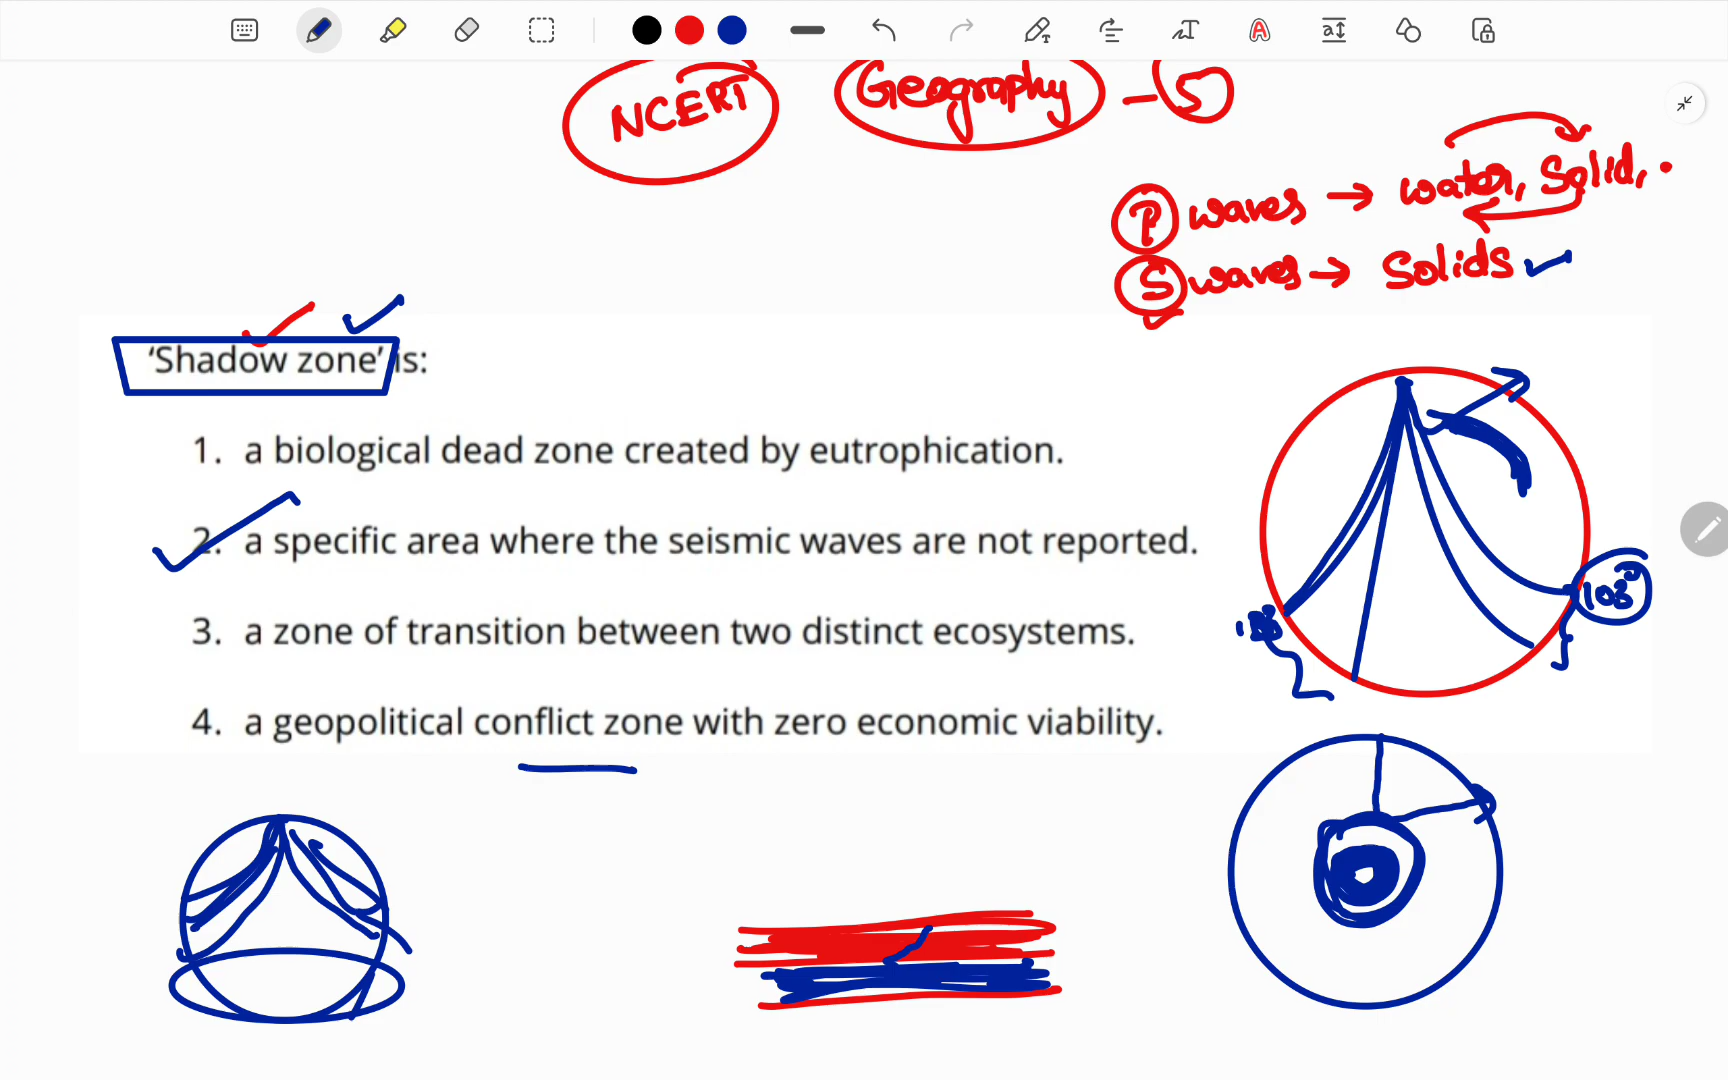 NCERT Geography - 5
P waves → water, Solid, .
S waves → Solids
‘Shadow zone’ is:
1. a biological dead zone created by eutrophication.
2. a specific area where the seismic waves are not reported.
3. a zone of transition between two distinct ecosystems.
4. a geopolitical conflict zone with zero economic viability.
103°